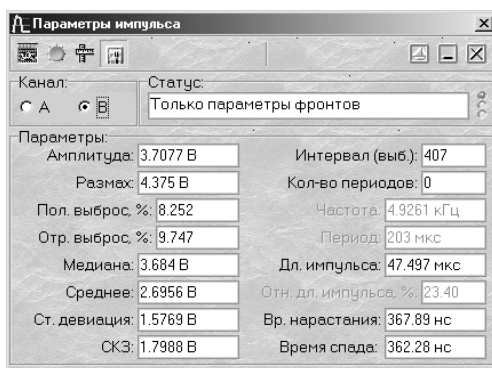 Параметры импульса
Канал:
А В
Статус:
Только параметры фронтов
Параметры:
Амплитуда: 3.7077 В
Размах: 4.375 В
Пол. выброс, %: 8.252
Отр. выброс, %: 9.747
Медиана: 3.684 В
Среднее: 2.6956 В
Ст. девиация: 1.5769 В
СКЗ: 1.7988 В
Интервал (выб.): 407
Кол-во периодов: 0
Частота: 4.9261 кГц
Период: 203 мкс
Дл. импульса: 47.497 мкс
Отн. дл. импульса, %: 23.40
Вр. нарастания: 367.89 нс
Время спада: 362.28 нс